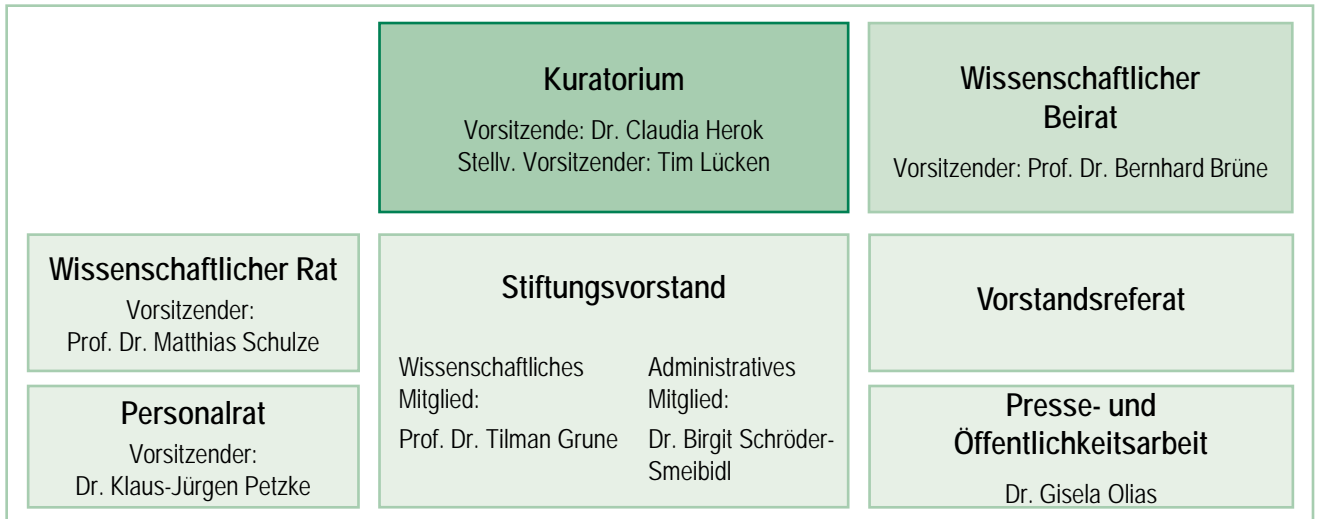 Kuratorium
Vorsitzende: Dr. Claudia Herok
Stellv. Vorsitzender: Tim Lücken
Wissenschaftlicher
Beirat
Vorsitzender: Prof. Dr. Bernhard Brüne
Wissenschaftlicher Rat
Vorsitzender:
Prof. Dr. Matthias Schulze
Personalrat
Vorsitzender:
Dr. Klaus-Jürgen Petzke
Stiftungsvorstand
Wissenschaftliches
Mitglied:
Prof. Dr. Tilman Grune
Administratives
Mitglied:
Dr. Birgit Schröder-
Smeibidl
Vorstandsreferat
Presse- und
Öffentlichkeitsarbeit
Dr. Gisela Olias